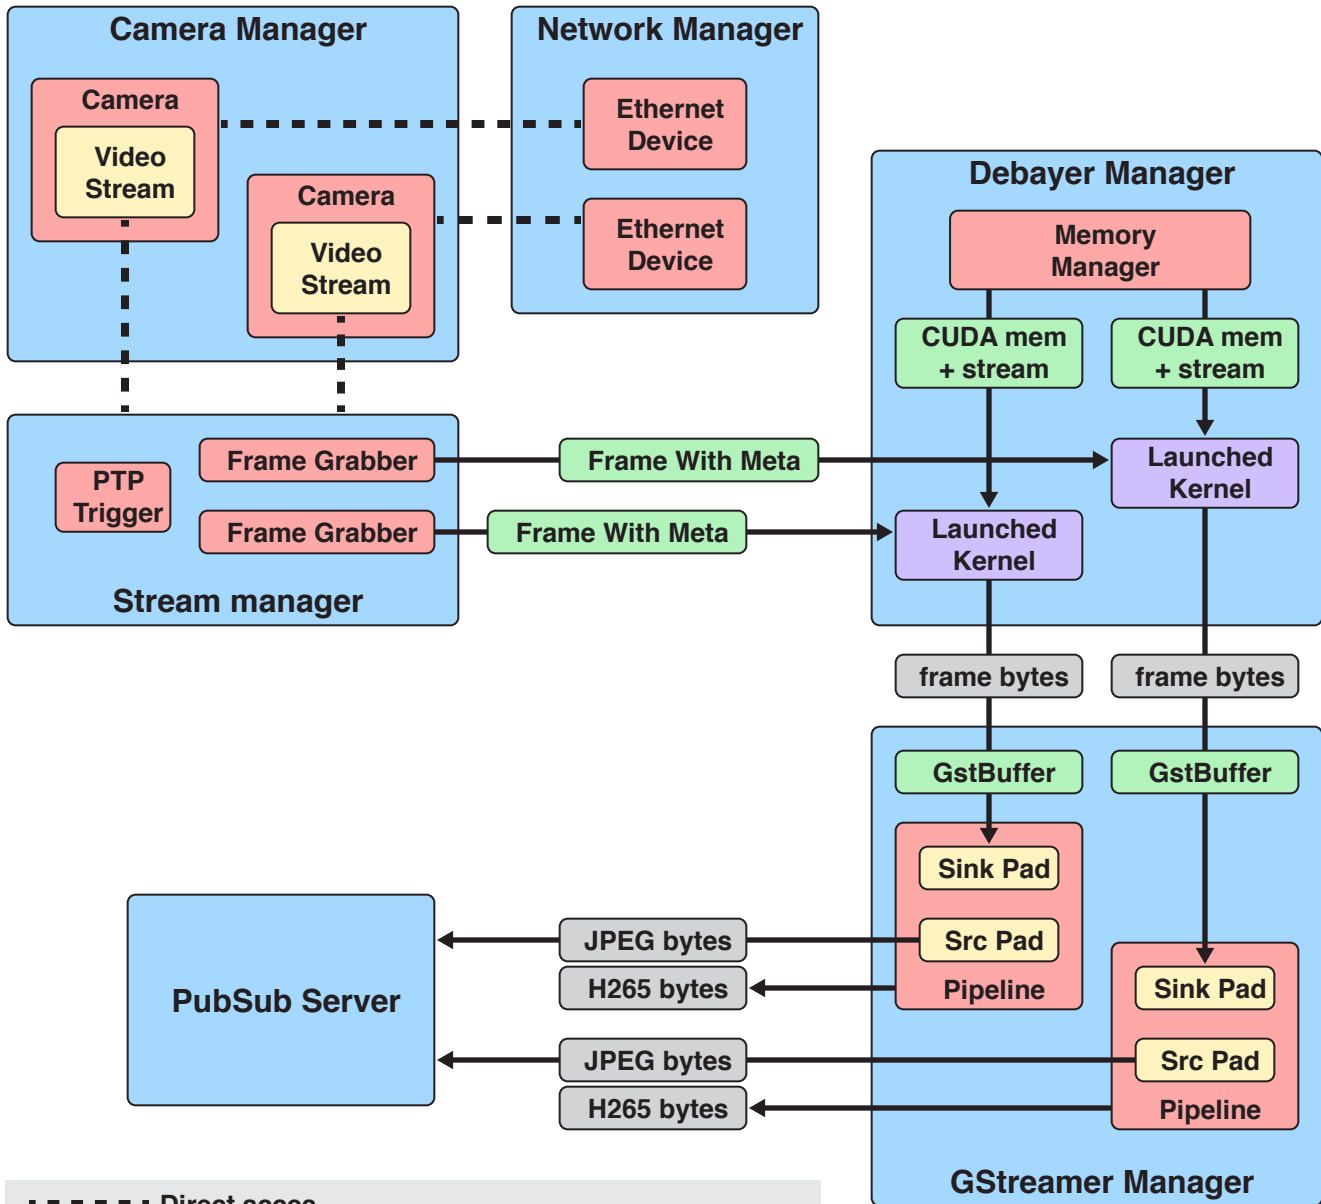 Camera Manager
Network Manager
Camera
Video
Stream
Camera
Video
Stream
Ethernet
Device
Ethernet
Device
Debayer Manager
Memory
Manager
CUDA mem
+ stream
CUDA mem
+ stream
Launched
Kernel
Launched
Kernel
PTP
Trigger
Frame Grabber
Frame Grabber
Stream manager
Frame With Meta
Frame With Meta
frame bytes
frame bytes
GstBuffer
GstBuffer
Sink Pad
Src Pad
Pipeline
Sink Pad
Src Pad
Pipeline
GStreamer Manager
JPEG bytes
H265 bytes
JPEG bytes
H265 bytes
PubSub Server
Direct acces